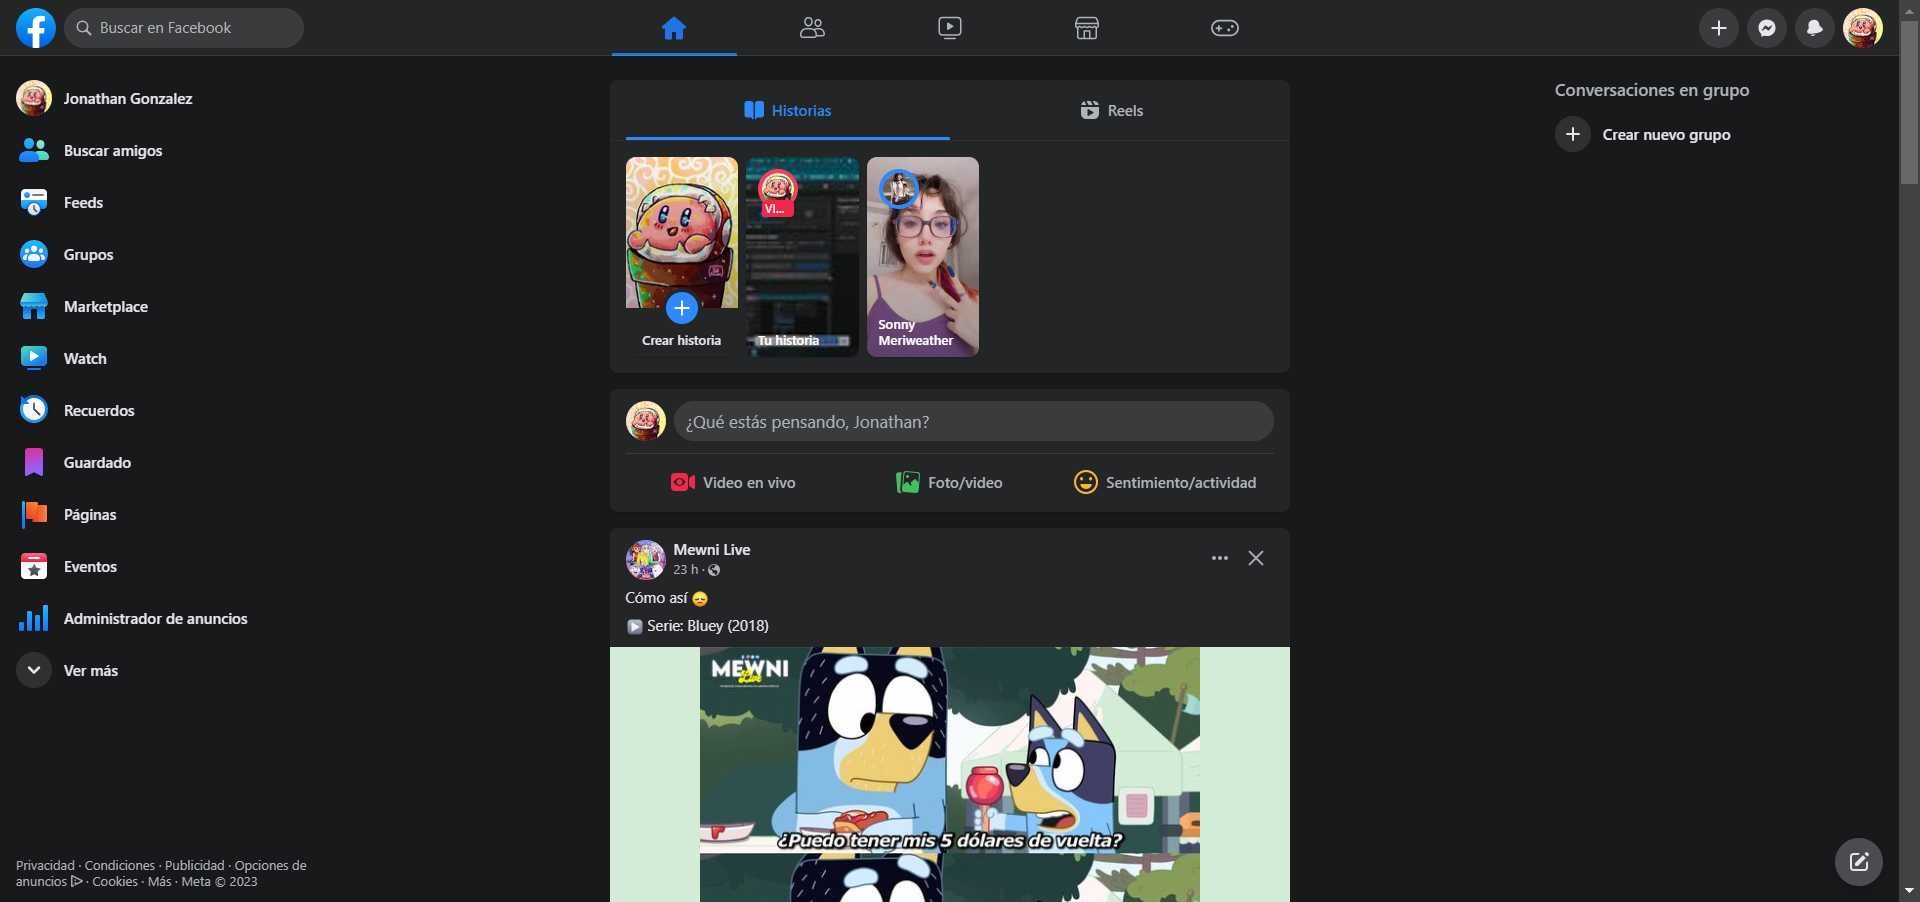 Buscar en Facebook
Jonathan Gonzalez
Buscar amigos
Feeds
Grupos
Marketplace
Watch
Recuerdos
Guardado
Páginas
Eventos
Administrador de anuncios
Ver más
Privacidad · Condiciones · Publicidad · Opciones de
anuncios · Cookies · Más · Meta © 2023
Historias
Reels
VI...
Crear historia
Tu historia
Sonny
Meriweather
¿Qué estás pensando, Jonathan?
Video en vivo
Foto/video
Sentimiento/actividad
Mewni Live
23 h ·
Cómo así
Serie: Bluey (2018)
MEWNI
Live
¿Puedo tener mis 5 dólares de vuelta?
Conversaciones en grupo
Crear nuevo grupo